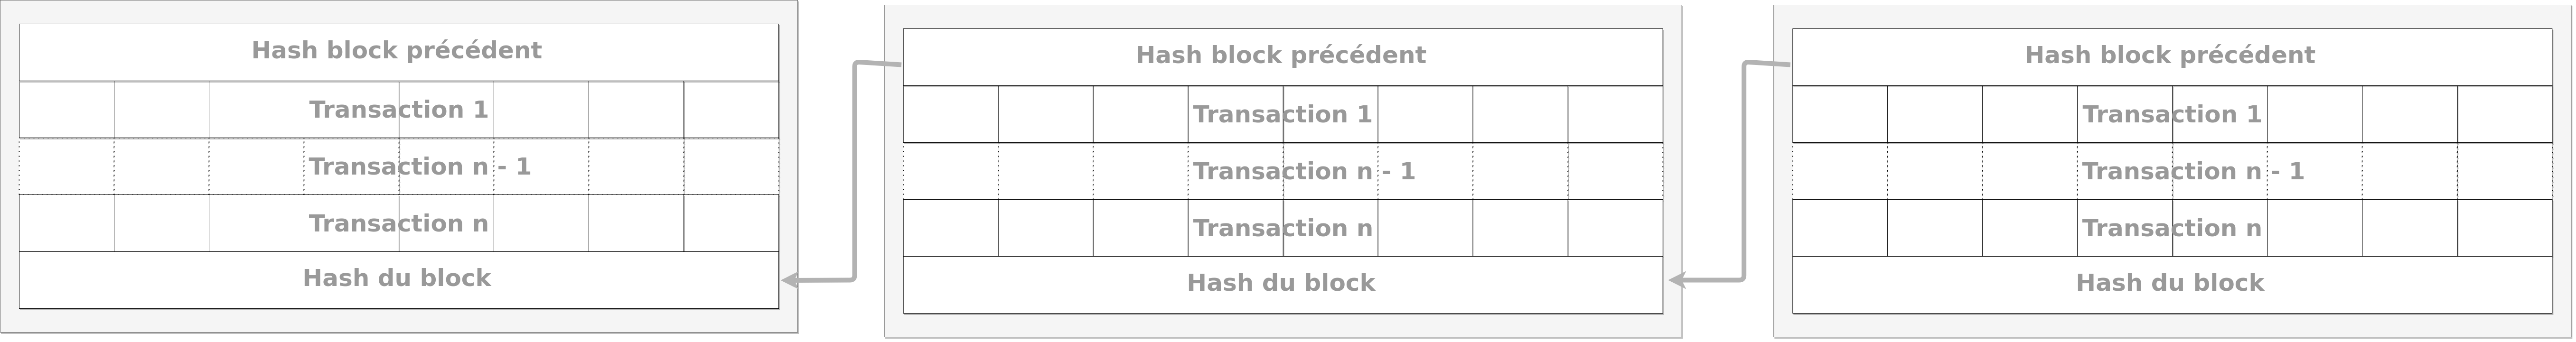 Hash block précédent
Transaction 1
Transaction n - 1
Transaction n
Hash du block
Hash block précédent
Transaction 1
Transaction n - 1
Transaction n
Hash du block
Hash block précédent
Transaction 1
Transaction n - 1
Transaction n
Hash du block